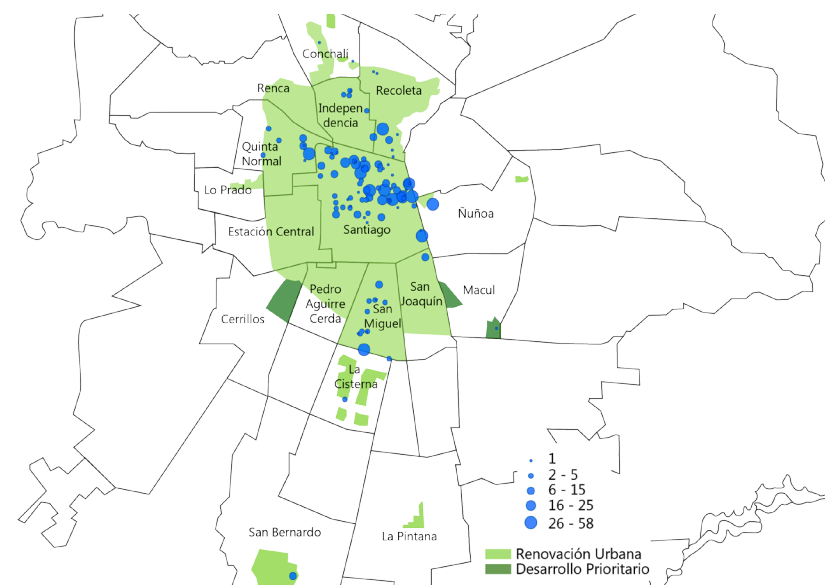 Conchalí
Renca
Recoleta
Indepen
dencia
Quinta
Normal
Lo Prado
Ñuñoa
Estación Central
Santiago
Pedro
Aguirre
Cerda
San
Joaquín
Macul
Cerrillos
San
Miguel
La
Cisterna
1
2 - 5
6 - 15
16 - 25
26 - 58
San Bernardo
La Pintana
Renovación Urbana
Desarrollo Prioritario